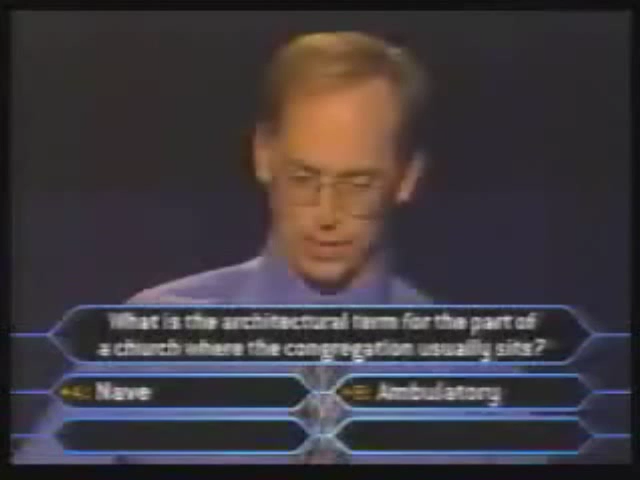 What is the architectural term for the part of
a church where the congregation usually sits?
A: Nave
B: Ambulatory